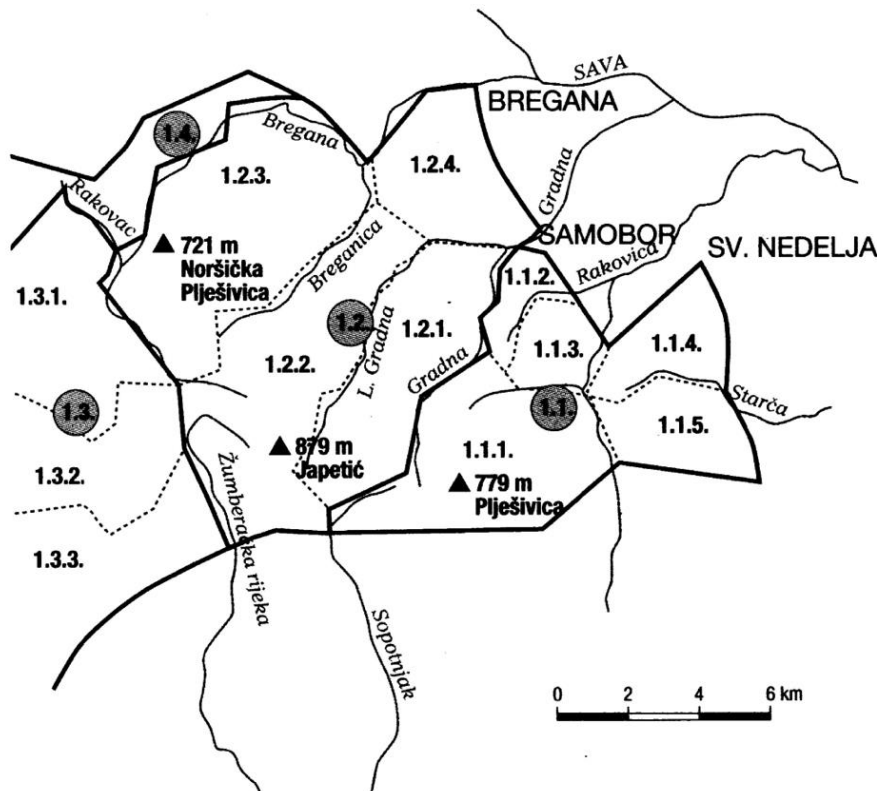 SAVA
BREGANA
1.4.
Bregana
Gradna
1.2.3.
1.2.4.
Rakovac
SAMOBOR
721 m
Noršička
Plješivica
Breganica
Rakovica
SV. NEDELJA
1.3.1.
1.1.2.
1.2.
L. Gradna
1.2.1.
1.1.3.
1.1.4.
1.2.2.
Gradna
1.3.
1.1.
Starča
1.1.5.
879 m
Japetić
1.1.1.
1.3.2.
Žumberačka rijeka
779 m
Plješivica
1.3.3.
Sopotnjak
0 2 4 6 km